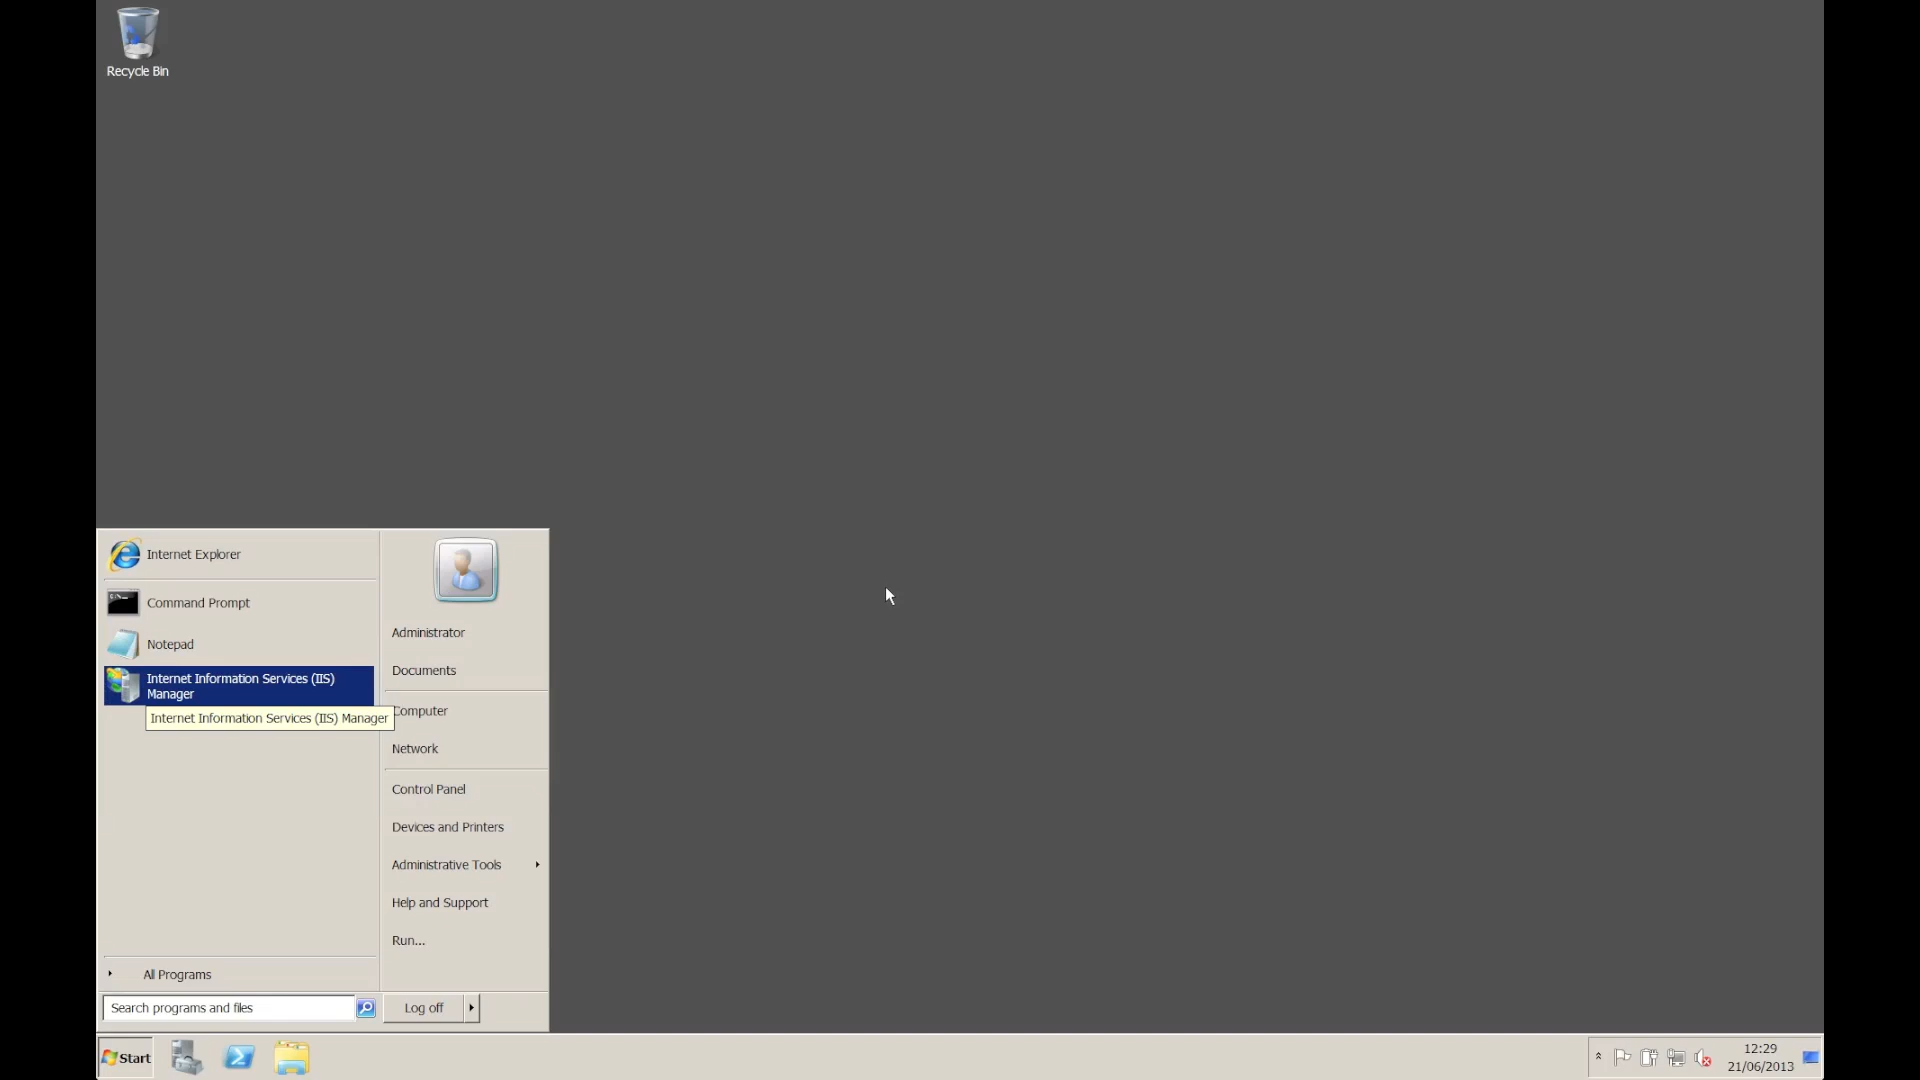 Recycle Bin
Internet Explorer
Command Prompt
Notepad
Internet Information Services (IIS)
Manager
Internet Information Services (IIS) Manager
All Programs
Search programs and files
Administrator
Documents
Computer
Network
Control Panel
Devices and Printers
Administrative Tools
Help and Support
Run...
Log off
Start
12:29
21/06/2013